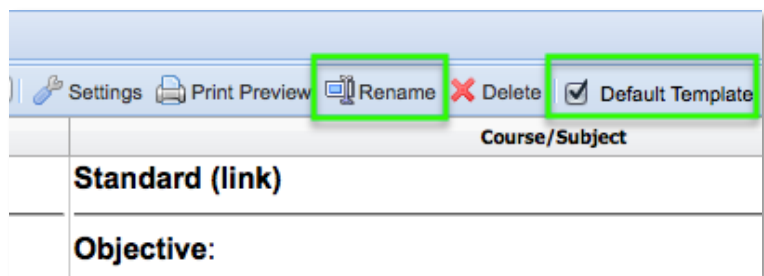 Settings Print Preview Rename Delete Default Template
Course/Subject
Standard (link)
Objective: